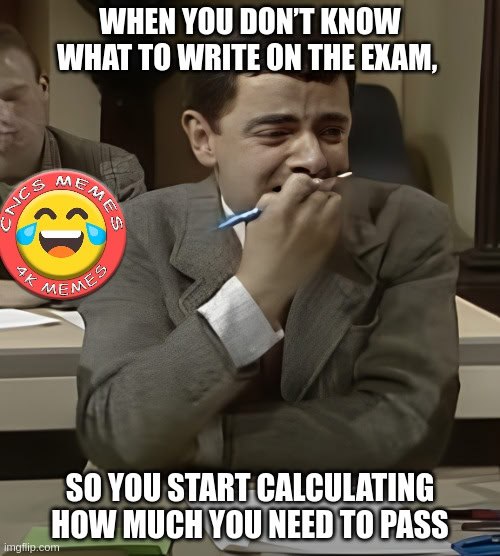 WHEN YOU DON'T KNOW
WHAT TO WRITE ON THE EXAM,
CNCS MEMES
4K MEMES
SO YOU START CALCULATING
HOW MUCH YOU NEED TO PASS
imgflip.com